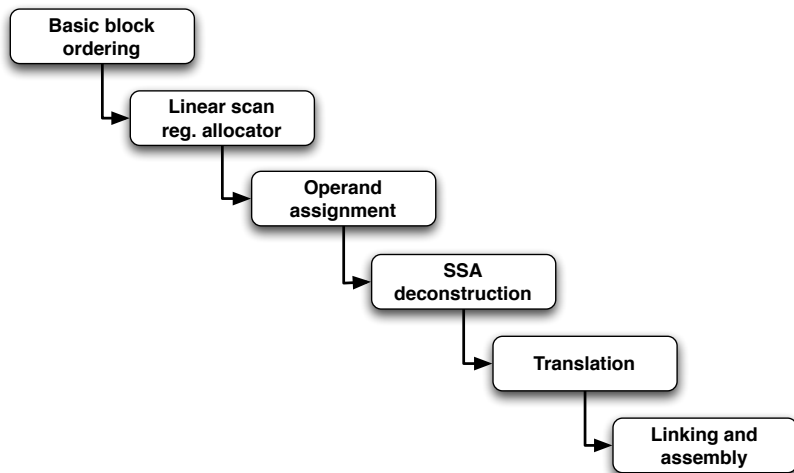 Basic block
ordering
Linear scan
reg. allocator
Operand
assignment
SSA
deconstruction
Translation
Linking and
assembly